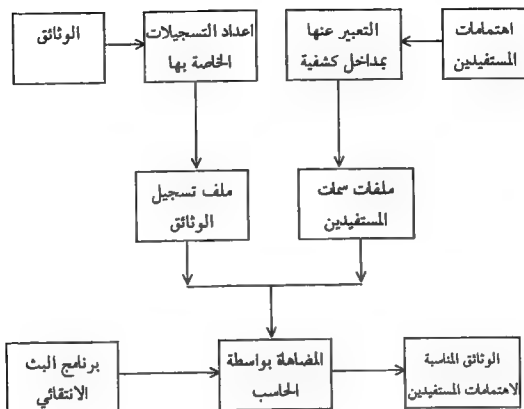 اهتمامات
المستفيدين
التعبير عنها
بمداخل كشفية
اعداد التسجيلات
الخاصة بها
الوثائق
ملفات سمات
المستفيدين
ملف تسجيل
الوثائق
الوثائق المناسبة
لاهتمامات المستفيدين
المضاهاة بواسطة
الحاسب
برنامج البث
الانتقائي